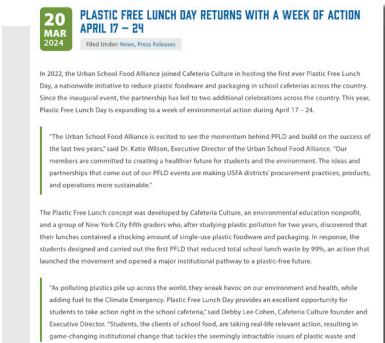 20
MAR
2024
PLASTIC FREE LUNCH DAY RETURNS WITH A WEEK OF ACTION
APRIL 17 – 24
Filed Under: News, Press Releases
In 2022, the Urban School Food Alliance joined Cafeteria Culture in hosting the first ever Plastic Free Lunch
Day, a nationwide initiative to reduce plastic foodware and packaging in school cafeterias across the country.
Since the inaugural event, the partnership has led to two additional celebrations across the country. This year,
Plastic Free Lunch Day is expanding to a week of environmental action during April 17 – 24.
“The Urban School Food Alliance is excited to see the momentum behind PFLD and build on the success of
the last two years,” said Dr. Katie Wilson, Executive Director of the Urban School Food Alliance. “Our
members are committed to creating a healthier future for students and the environment. The ideas and
partnerships that come out of our PFLD events are making USFA districts’ procurement practices, products,
and operations more sustainable.”
The Plastic Free Lunch concept was developed by Cafeteria Culture, an environmental education nonprofit,
and a group of New York City fifth graders who, after studying plastic pollution for two years, discovered that
their lunches contained a shocking amount of single-use plastic foodware and packaging. In response, the
students designed and carried out the first PFLD that reduced total school lunch waste by 99%, an action that
launched the movement and opened a major institutional pathway to a plastic-free future.
“As polluting plastics pile up across the world, they wreak havoc on our environment and health, while
adding fuel to the Climate Emergency. Plastic Free Lunch Day provides an excellent opportunity for
students to take action right in the school cafeteria,” said Debby Lee Cohen, Cafeteria Culture founder and
Executive Director. “Students, the clients of school food, are taking real-life relevant action, resulting in
game-changing institutional change that tackles the seemingly intractable issues of plastic waste and